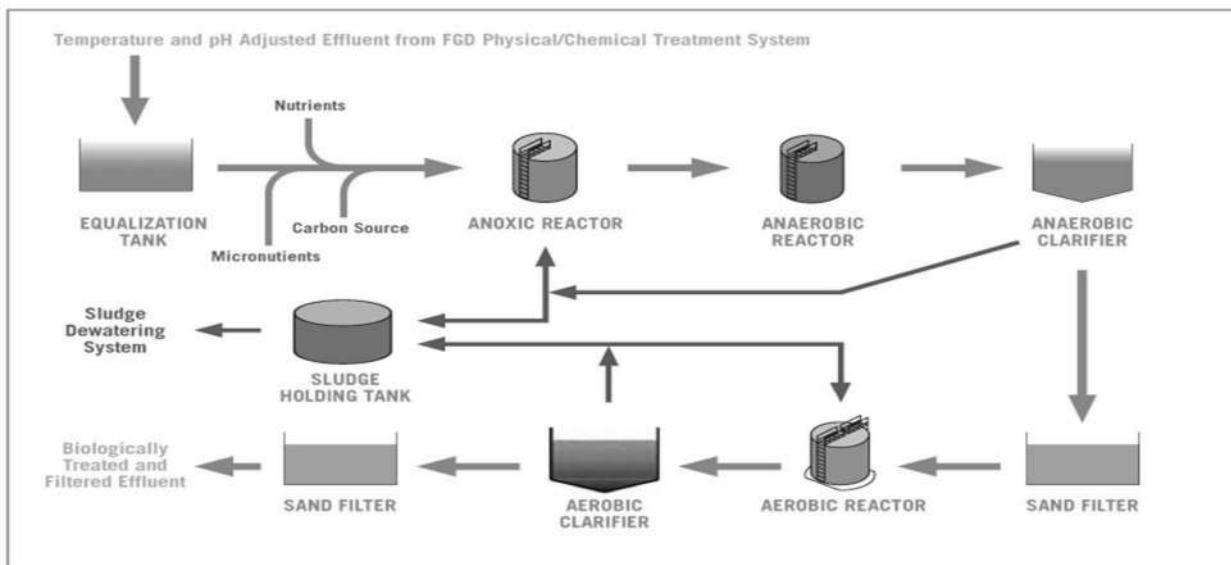 Temperature and pH Adjusted Effluent from FGD Physical/Chemical Treatment System
Nutrients
EQUALIZATION
TANK
Carbon Source
Micronutients
ANOXIC REACTOR
ANAEROBIC
REACTOR
ANAEROBIC
CLARIFIER
Sludge
Dewatering
System
SLUDGE
HOLDING TANK
Biologically
Treated and
Filtered Effluent
SAND FILTER
AEROBIC
CLARIFIER
AEROBIC REACTOR
SAND FILTER